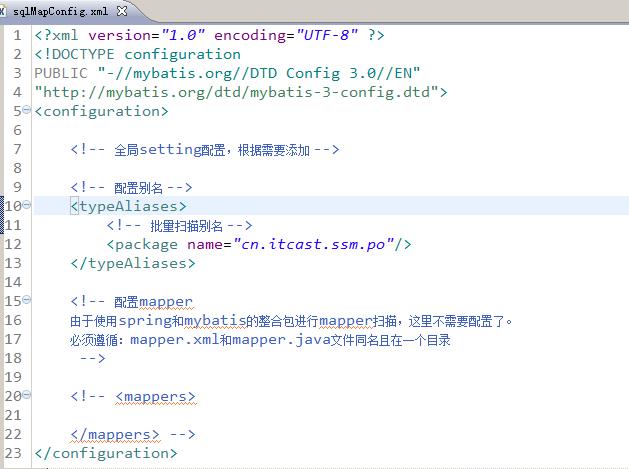 sqlMapConfig.xml
1 <?xml version="1.0" encoding="UTF-8" ?>
2 <!DOCTYPE configuration
3 PUBLIC "-//mybatis.org//DTD Config 3.0//EN"
4 "http://mybatis.org/dtd/mybatis-3-config.dtd">
5 <configuration>
6
7 <!-- 全局setting配置，根据需要添加 -->
8
9 <!-- 配置别名 -->
10 <typeAliases>
11 <!-- 批量扫描别名 -->
12 <package name="cn.itcast.ssm.po"/>
13 </typeAliases>
14
15 <!-- 配置mapper
16 由于使用spring和mybatis的整合包进行mapper扫描，这里不需要配置了。
17 必须遵循：mapper.xml和mapper.java文件同名且在一个目录
18 -->
19
20 <!-- <mappers>
21
22 </mappers> -->
23 </configuration>